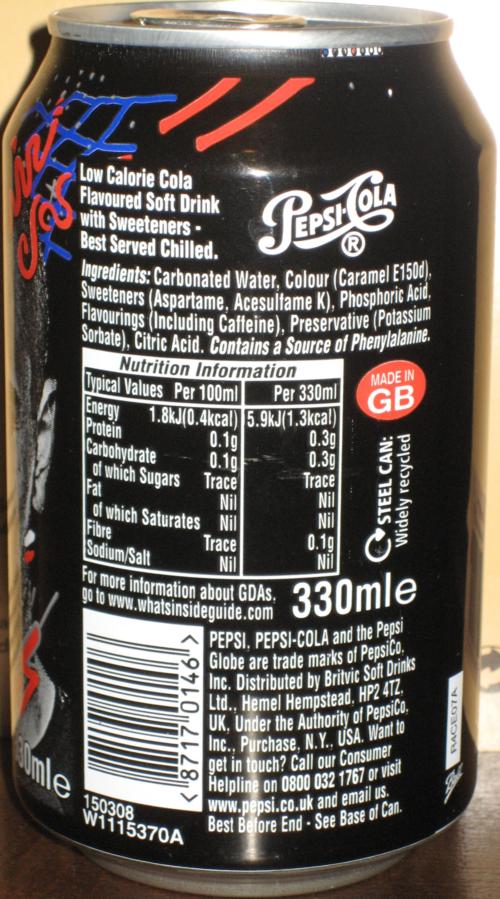 Low Calorie Cola
Flavoured Soft Drink
with Sweeteners -
Best Served Chilled.
PEPSI-COLA
®
Ingredients: Carbonated Water, Colour (Caramel E150d),
Sweeteners (Aspartame, Acesulfame K), Phosphoric Acid,
Flavourings (Including Caffeine), Preservative (Potassium
Sorbate), Citric Acid. Contains a Source of Phenylalanine.
Nutrition Information
Typical Values Per 100ml Per 330ml
Energy 1.8kJ(0.4kcal) 5.9kJ(1.3kcal)
Protein 0.1g 0.3g
Carbohydrate 0.1g 0.3g
of which Sugars Trace Trace
Fat Nil Nil
of which Saturates Nil Nil
Fibre Trace 0.1g
Sodium/Salt Nil Nil
MADE IN
GB
STEEL CAN:
Widely recycled
For more information about GDAs,
go to www.whatsinsideguide.com
330ml e
PEPSI, PEPSI-COLA and the Pepsi
Globe are trade marks of PepsiCo,
Inc. Distributed by Britvic Soft Drinks
Ltd., Hemel Hempstead, HP2 4TZ,
UK, Under the Authority of PepsiCo,
Inc., Purchase, N.Y., USA. Want to
get in touch? Call our Consumer
Helpline on 0800 032 1767 or visit
www.pepsi.co.uk and email us.
Best Before End - See Base of Can.
< 8717 0146 >
150308
W1115370A
R4CE07A
30ml e